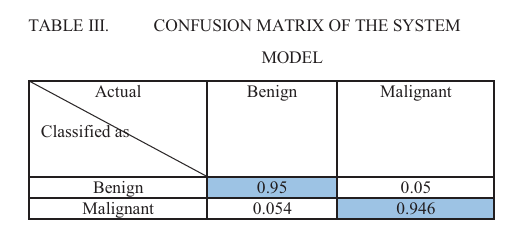 TABLE III. CONFUSION MATRIX OF THE SYSTEM
MODEL
Actual Benign Malignant
Classified as
Benign 0.95 0.05
Malignant 0.054 0.946